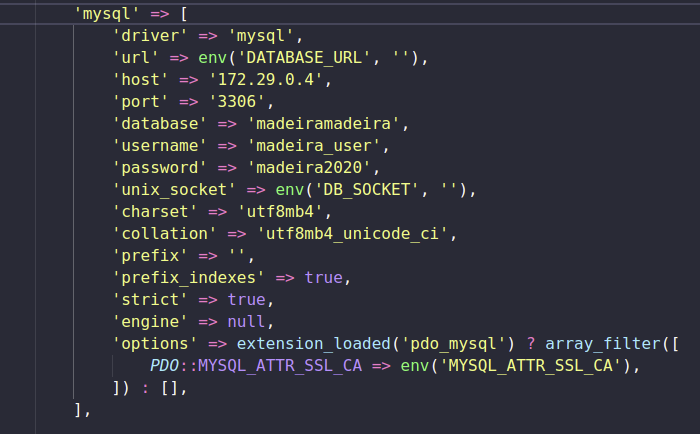 'mysql' => [
'driver' => 'mysql',
'url' => env('DATABASE_URL', ''),
'host' => '172.29.0.4',
'port' => '3306',
'database' => 'madeiramadeira',
'username' => 'madeira_user',
'password' => 'madeira2020',
'unix_socket' => env('DB_SOCKET', ''),
'charset' => 'utf8mb4',
'collation' => 'utf8mb4_unicode_ci',
'prefix' => '',
'prefix_indexes' => true,
'strict' => true,
'engine' => null,
'options' => extension_loaded('pdo_mysql') ? array_filter([
PDO::MYSQL_ATTR_SSL_CA => env('MYSQL_ATTR_SSL_CA'),
]) : [],
],